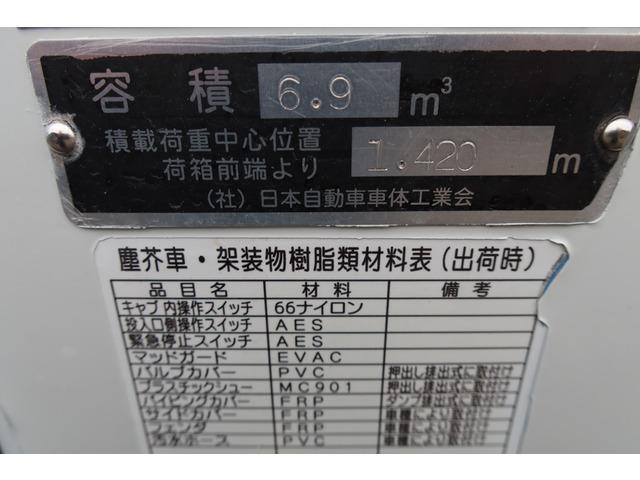 容積 6.9 m³
積載荷重中心位置
荷箱前端より 1.420 m
(社)日本自動車車体工業会
塵芥車・架装物樹脂類材料表(出荷時)
品目名 材料 備考
キャブ内操作スイッチ 66ナイロン
投入口側操作スイッチ AES
緊急停止スイッチ AES
マッドガード EVAC
バルブカバー PVC 押出し排出式に取付け
プラスチックシュー MC901 押出し排出式に取付け
パイピングカバー FRP ダンプ排出式に取付け
サイドカバー FRP 車種により取付け
フェンダ FRP 車種により取付け
汚水ホース PVC 車種により取付け